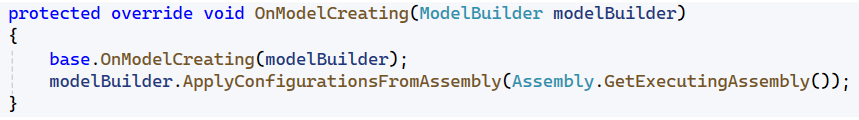 protected override void OnModelCreating(ModelBuilder modelBuilder)
{
    base.OnModelCreating(modelBuilder);
    modelBuilder.ApplyConfigurationsFromAssembly(Assembly.GetExecutingAssembly());
}